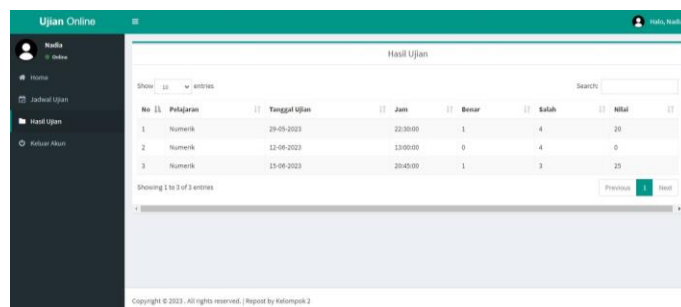 Ujian Online
Halo, Nadia
Nadia
Online
Home
Jadwal Ujian
Hasil Ujian
Keluar Akun
Hasil Ujian
Show 10 entries
Search:
No Pelajaran Tanggal Ujian Jam Benar Salah Nilai
1 Numerik 29-05-2023 22:30:00 1 4 20
2 Numerik 12-06-2023 13:00:00 0 4 0
3 Numerik 15-06-2023 20:45:00 1 3 25
Showing 1 to 3 of 3 entries
Previous 1 Next
Copyright © 2023 . All rights reserved. | Repost by Kelompok 2